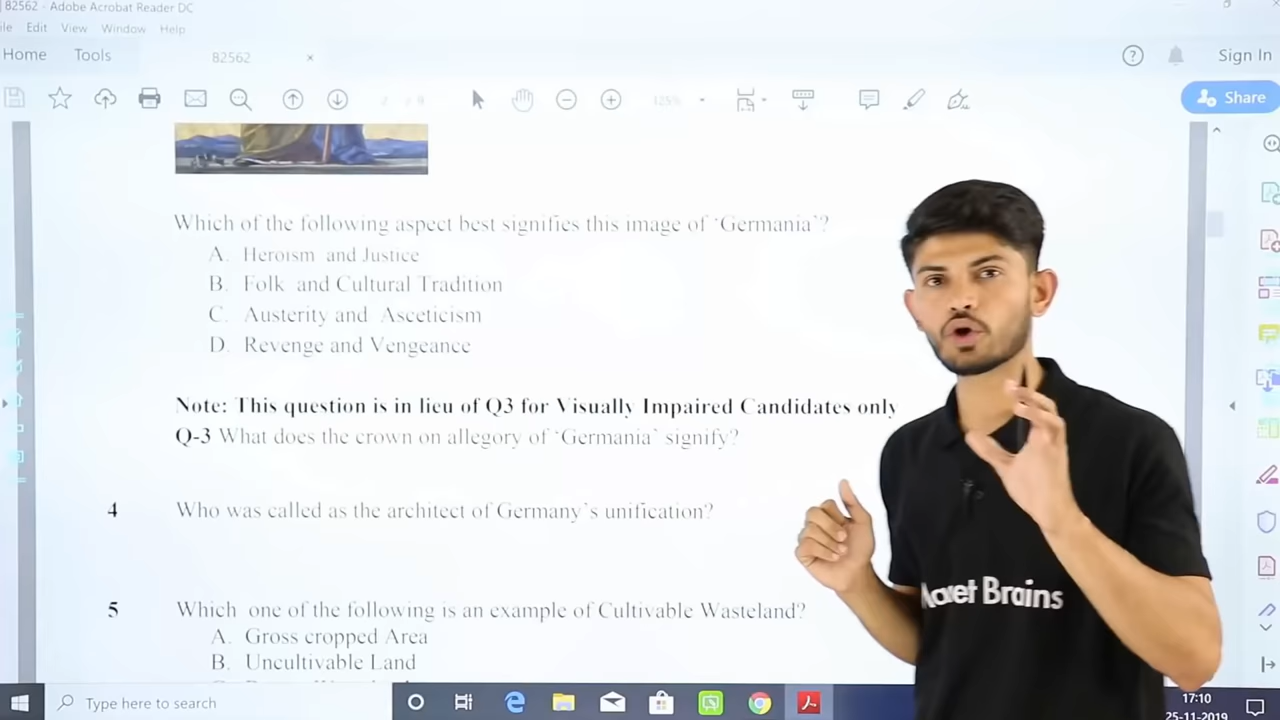 82562 - Adobe Acrobat Reader DC
Edit View Window Help
Home Tools 82562 ×
Sign In
125%
Share
Which of the following aspect best signifies this image of ‘Germania’?
A. Heroism and Justice
B. Folk and Cultural Tradition
C. Austerity and Asceticism
D. Revenge and Vengeance
Note: This question is in lieu of Q3 for Visually Impaired Candidates only
Q-3 What does the crown on allegory of ‘Germania’ signify?
4 Who was called as the architect of Germany’s unification?
5 Which one of the following is an example of Cultivable Wasteland?
A. Gross cropped Area
B. Uncultivable Land
Brains
Type here to search
17:10
25-11-2019